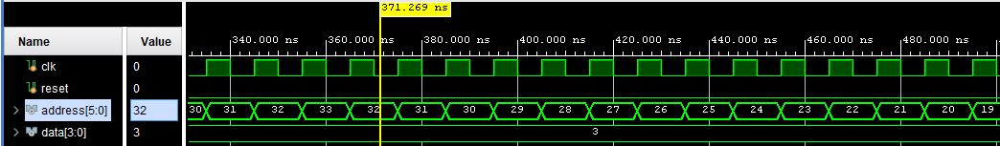 371.269 ns
Name Value 340.000 ns 360.000 ns 380.000 ns 400.000 ns 420.000 ns 440.000 ns 460.000 ns 480.000 ns
clk 0
reset 0
address[5:0] 32 30 31 32 33 32 31 30 29 28 27 26 25 24 23 22 21 20 19
data[3:0] 3 3